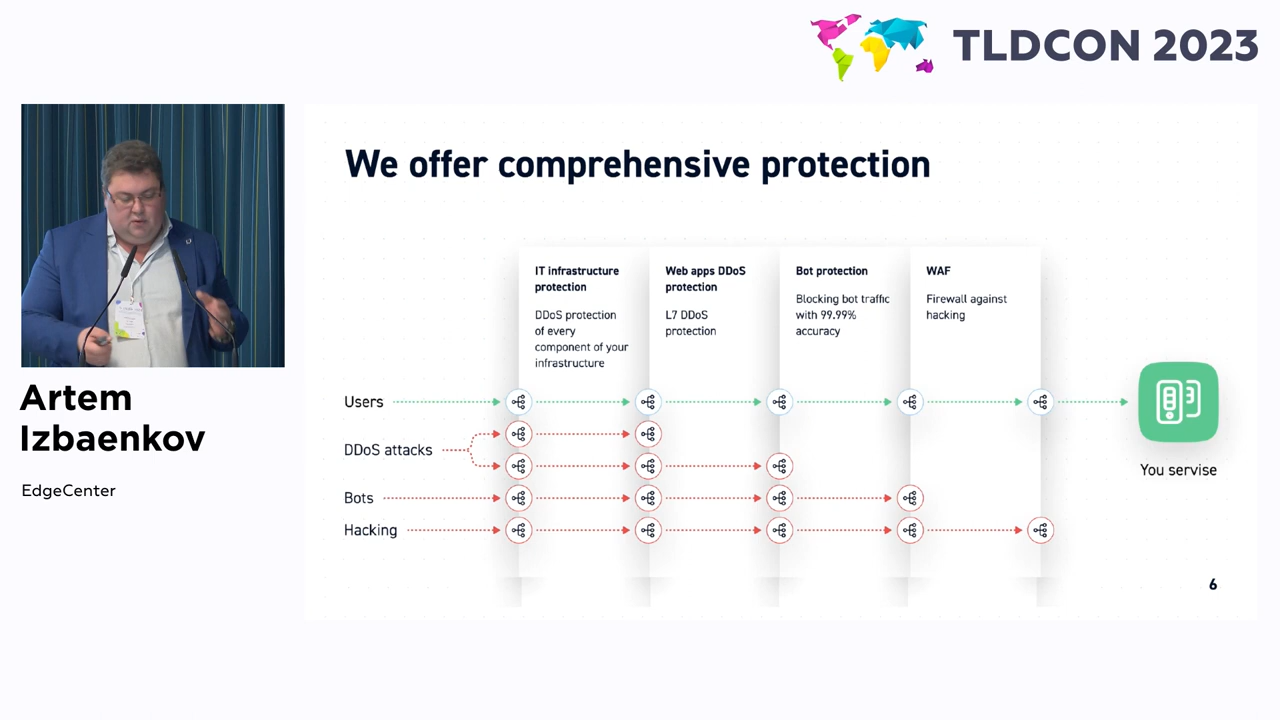 TLDCON 2023
We offer comprehensive protection
IT infrastructure
protection
DDoS protection
of every
component of your
infrastructure
Web apps DDoS
protection
L7 DDoS
protection
Bot protection
Blocking bot traffic
with 99.99%
accuracy
WAF
Firewall against
hacking
Users
DDoS attacks
Bots
Hacking
You servise
6
Artem
Izbaenkov
EdgeCenter